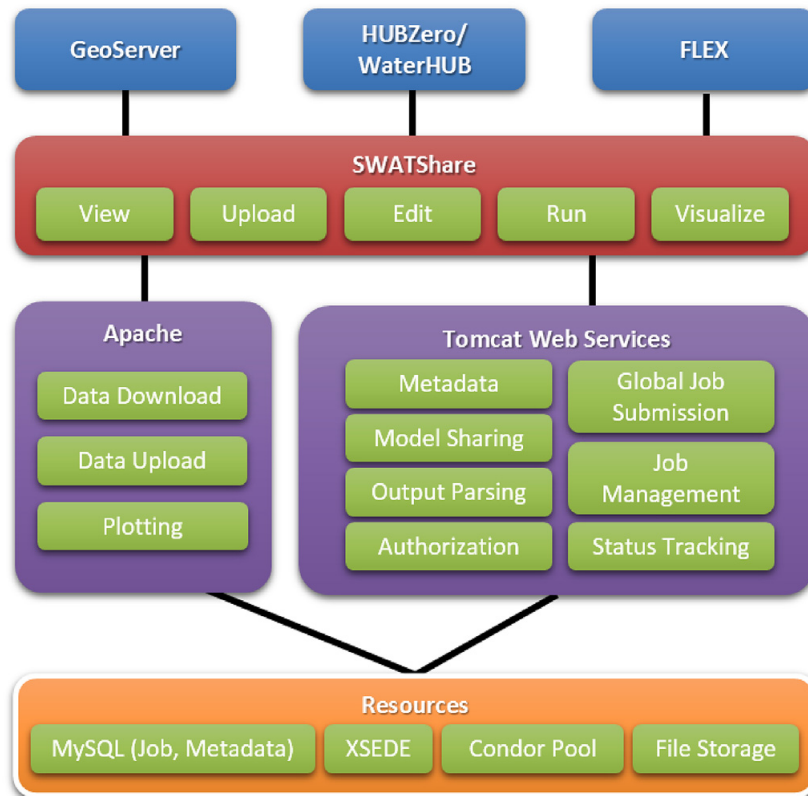 GeoServer
HUBZero/
WaterHUB
FLEX
SWATShare
View
Upload
Edit
Run
Visualize
Apache
Data Download
Data Upload
Plotting
Tomcat Web Services
Metadata
Model Sharing
Output Parsing
Authorization
Global Job
Submission
Job
Management
Status Tracking
Resources
MySQL (Job, Metadata)
XSEDE
Condor Pool
File Storage